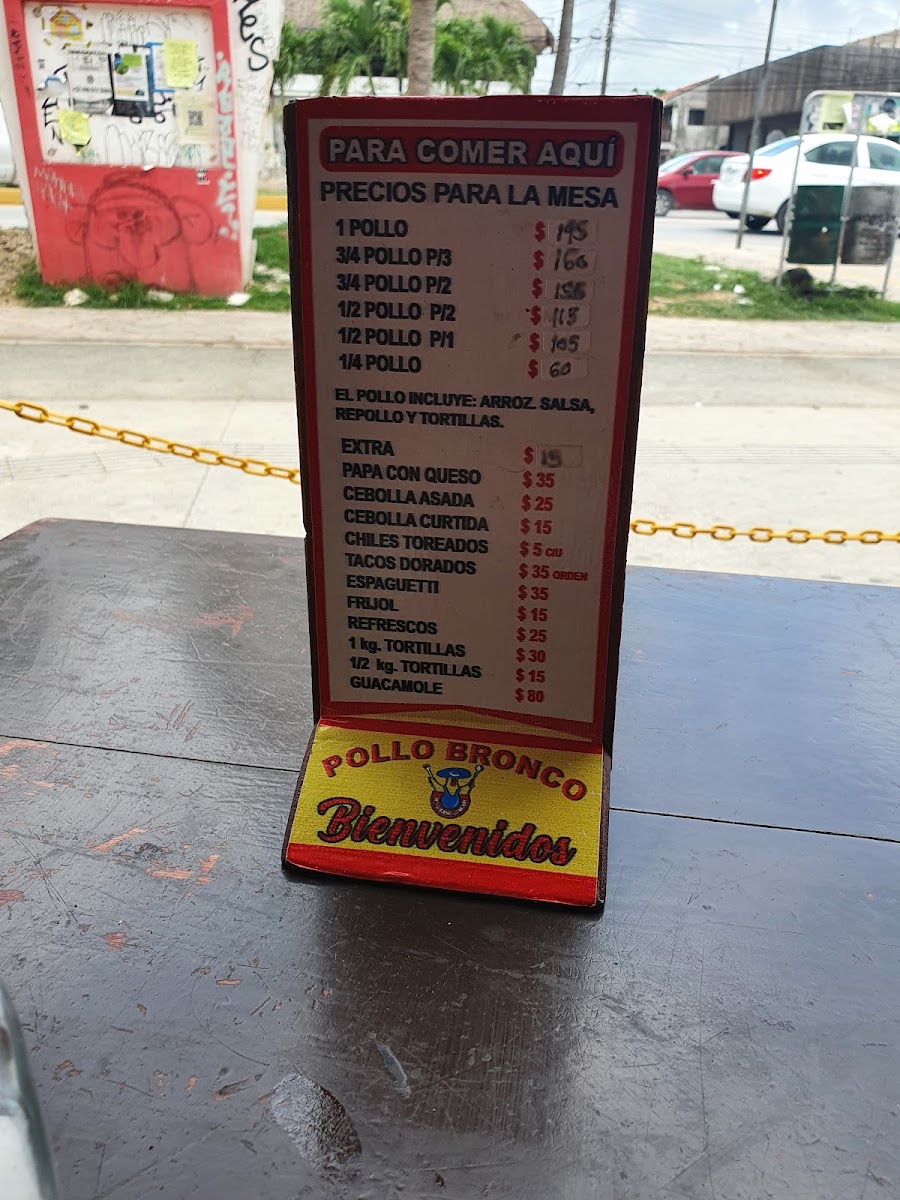 PARA COMER AQUÍ
PRECIOS PARA LA MESA
1 POLLO $ 195
3/4 POLLO P/3 $ 160
3/4 POLLO P/2 $
1/2 POLLO P/2 $ 115
1/2 POLLO P/1 $ 105
1/4 POLLO $ 60
EL POLLO INCLUYE: ARROZ. SALSA,
REPOLLO Y TORTILLAS.
EXTRA $ 15
PAPA CON QUESO $ 35
CEBOLLA ASADA $ 25
CEBOLLA CURTIDA $ 15
CHILES TOREADOS $ 5 C/U
TACOS DORADOS $ 35 ORDEN
ESPAGUETTI $ 35
FRIJOL $ 15
REFRESCOS $ 25
1 kg. TORTILLAS $ 30
1/2 kg. TORTILLAS $ 15
GUACAMOLE $ 80
POLLO BRONCO
Bienvenidos